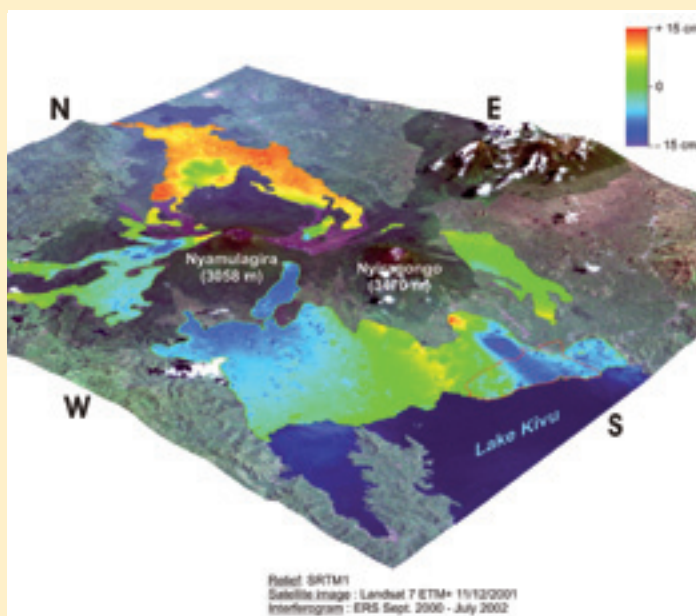 + 15 cm
0
- 15 cm
N
E
Nyamulagira
(3058 m)
Nyiragongo
(3470 m)
W
S
Lake Kivu
Relief: SRTM1
Satellite image : Landsat 7 ETM+ 11/12/2001
Interferogram : ERS Sept. 2000 - July 2002